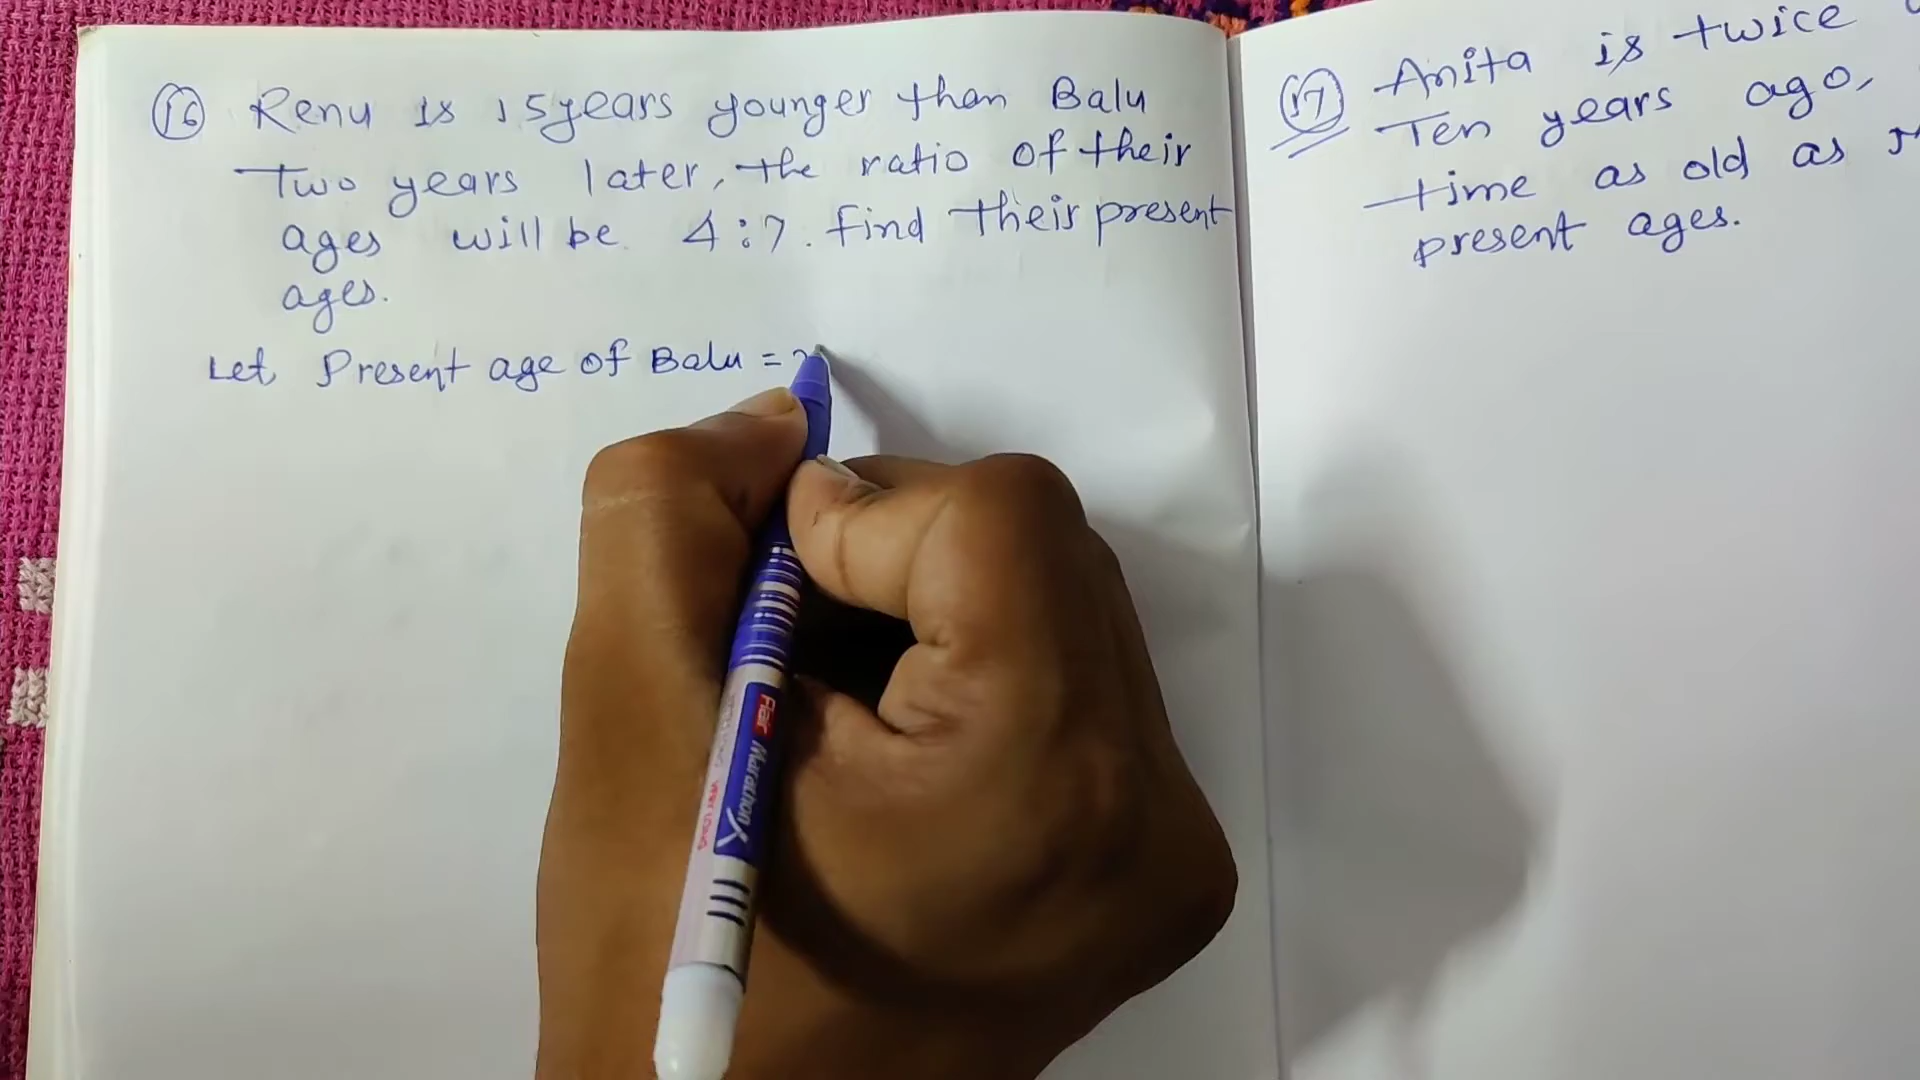 16 Renu is 15 years younger than Balu
Two years later, the ratio of their
ages will be 4:7. Find their present
ages.
Let Present age of Balu =
17 Anita is twice
Ten years ago,
time as old as
present ages.
Flair Marathon X